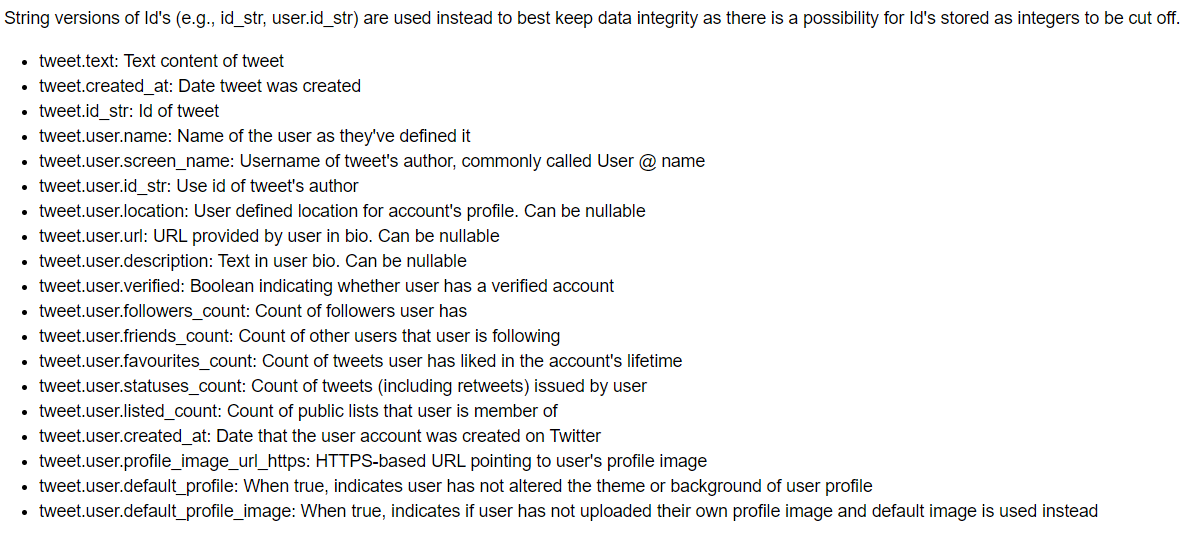 String versions of Id's (e.g., id_str, user.id_str) are used instead to best keep data integrity as there is a possibility for Id's stored as integers to be cut off.
• tweet.text: Text content of tweet
• tweet.created_at: Date tweet was created
• tweet.id_str: Id of tweet
• tweet.user.name: Name of the user as they've defined it
• tweet.user.screen_name: Username of tweet's author, commonly called User @ name
• tweet.user.id_str: Use id of tweet's author
• tweet.user.location: User defined location for account's profile. Can be nullable
• tweet.user.url: URL provided by user in bio. Can be nullable
• tweet.user.description: Text in user bio. Can be nullable
• tweet.user.verified: Boolean indicating whether user has a verified account
• tweet.user.followers_count: Count of followers user has
• tweet.user.friends_count: Count of other users that user is following
• tweet.user.favourites_count: Count of tweets user has liked in the account's lifetime
• tweet.user.statuses_count: Count of tweets (including retweets) issued by user
• tweet.user.listed_count: Count of public lists that user is member of
• tweet.user.created_at: Date that the user account was created on Twitter
• tweet.user.profile_image_url_https: HTTPS-based URL pointing to user's profile image
• tweet.user.default_profile: When true, indicates user has not altered the theme or background of user profile
• tweet.user.default_profile_image: When true, indicates if user has not uploaded their own profile image and default image is used instead